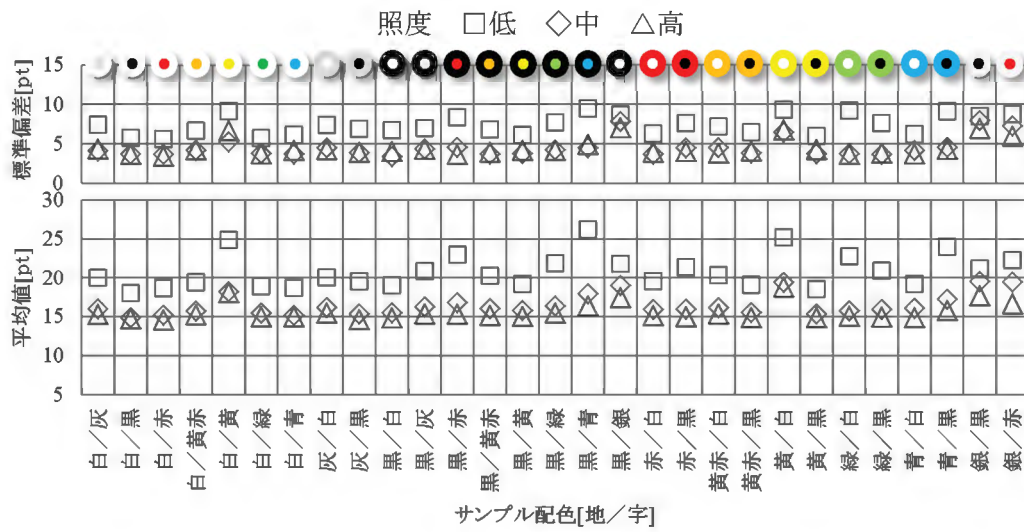 照度 □低 ◇中 △高
標準偏差[pt]
15
10
5
0
平均値[pt]
30
25
20
15
10
5
白/灰
白/黒
白/赤
白/黄赤
白/黄
白/緑
白/青
灰/白
灰/黒
黒/白
黒/灰
黒/赤
黒/黄赤
黒/黄
黒/緑
黒/青
黒/銀
赤/白
赤/黒
黄赤/白
黄赤/黒
黄/白
黄/黒
緑/白
緑/黒
青/白
青/黒
銀/黒
銀/赤
サンプル配色[地/字]